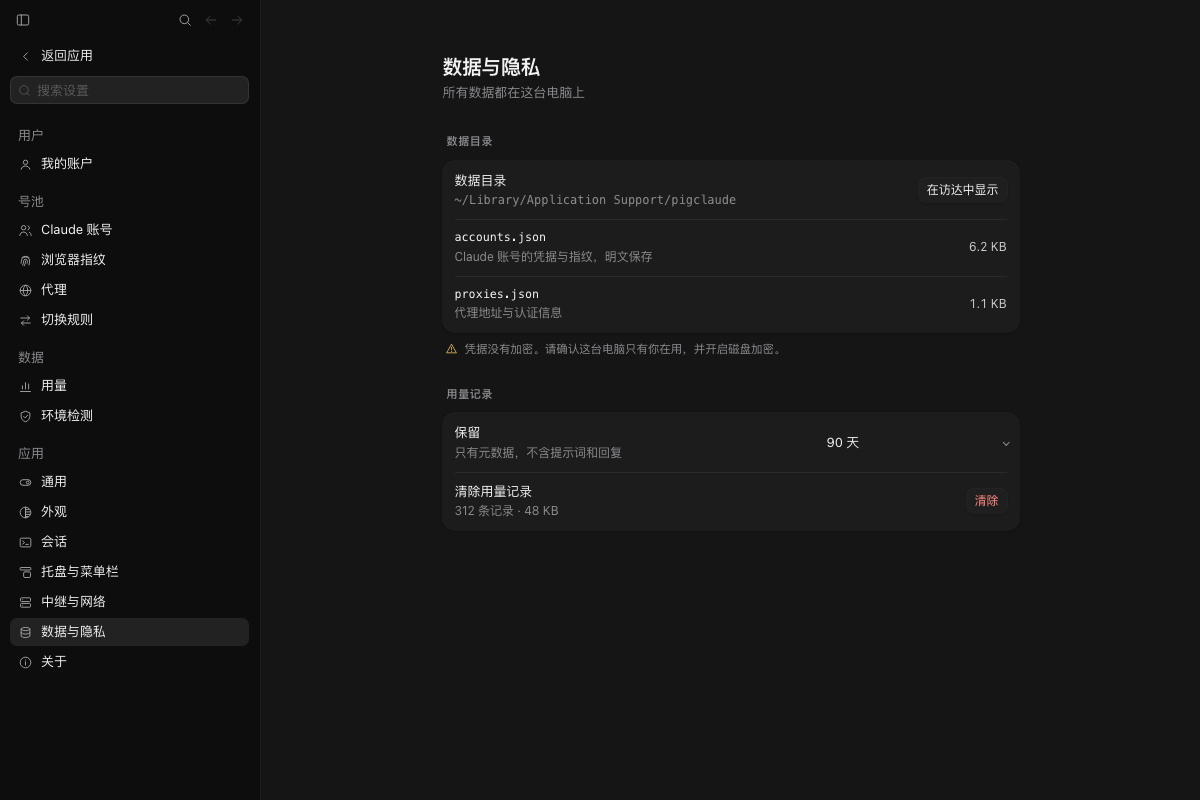 返回应用
搜索设置
用户
我的账户
号池
Claude 账号
浏览器指纹
代理
切换规则
数据
用量
环境检测
应用
通用
外观
会话
托盘与菜单栏
中继与网络
数据与隐私
关于
数据与隐私
所有数据都在这台电脑上
数据目录
数据目录
~/Library/Application Support/pigclaude
在访达中显示
accounts.json
Claude 账号的凭据与指纹，明文保存
6.2 KB
proxies.json
代理地址与认证信息
1.1 KB
凭据没有加密。请确认这台电脑只有你在用，并开启磁盘加密。
用量记录
保留
只有元数据，不含提示词和回复
90 天
清除用量记录
312 条记录 · 48 KB
清除